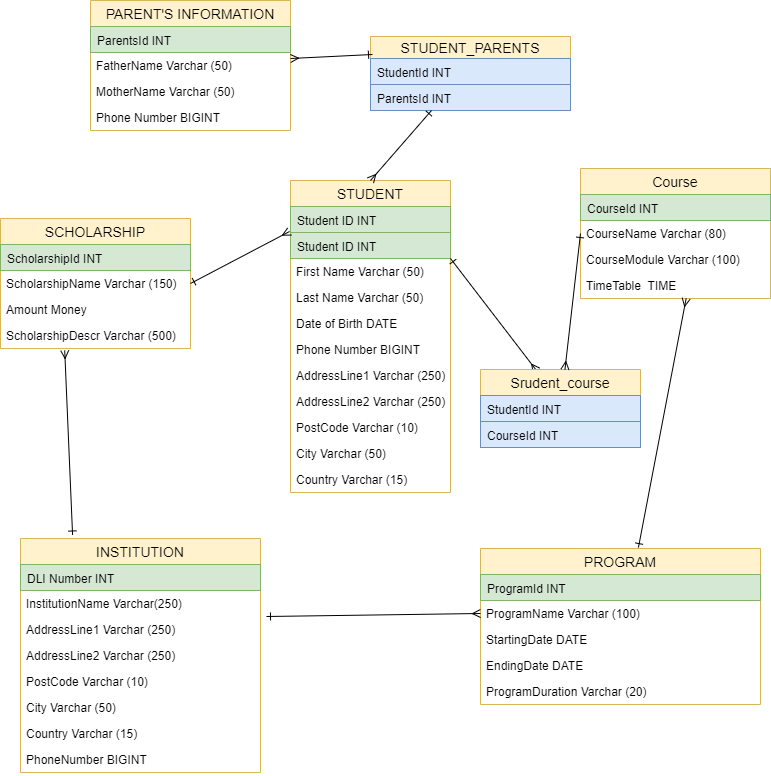 PARENT'S INFORMATION
ParentsId INT
FatherName Varchar (50)
MotherName Varchar (50)
Phone Number BIGINT
STUDENT_PARENTS
StudentId INT
ParentsId INT
STUDENT
Student ID INT
Student ID INT
First Name Varchar (50)
Last Name Varchar (50)
Date of Birth DATE
Phone Number BIGINT
AddressLine1 Varchar (250)
AddressLine2 Varchar (250)
PostCode Varchar (10)
City Varchar (50)
Country Varchar (15)
Course
CourseId INT
CourseName Varchar (80)
CourseModule Varchar (100)
TimeTable  TIME
SCHOLARSHIP
ScholarshipId INT
ScholarshipName Varchar (150)
Amount Money
ScholarshipDescr Varchar (500)
Srudent_course
StudentId INT
CourseId INT
INSTITUTION
DLI Number INT
InstitutionName Varchar(250)
AddressLine1 Varchar (250)
AddressLine2 Varchar (250)
PostCode Varchar (10)
City Varchar (50)
Country Varchar (15)
PhoneNumber BIGINT
PROGRAM
ProgramId INT
ProgramName Varchar (100)
StartingDate DATE
EndingDate DATE
ProgramDuration Varchar (20)